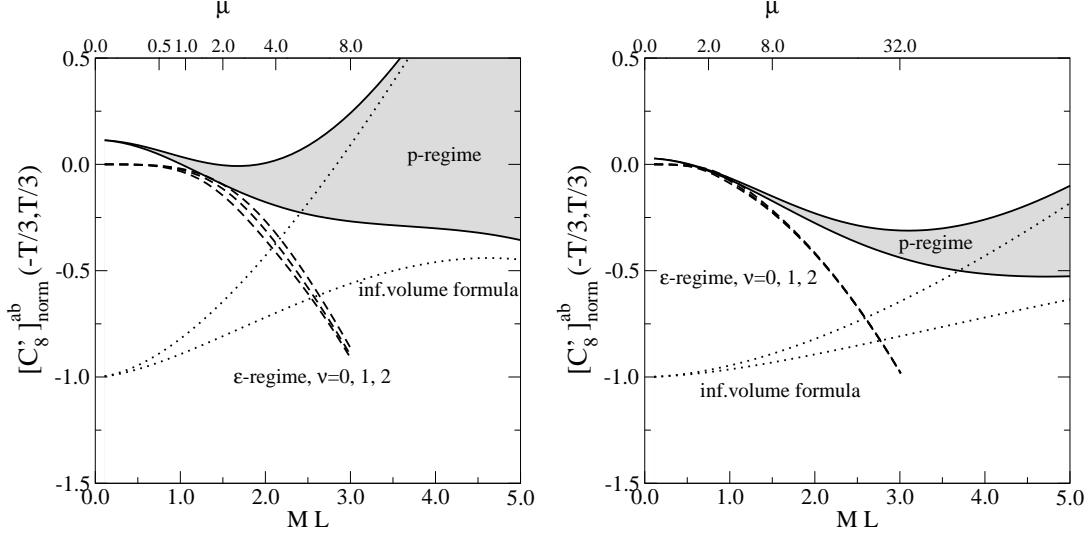 μ
0.0 0.5 1.0 2.0 4.0 8.0
0.5
0.0
-0.5
-1.0
-1.5
[C'8]norm^ab (-T/3,T/3)
p-regime
inf.volume formula
ε-regime, ν=0, 1, 2
0.0 1.0 2.0 3.0 4.0 5.0
M L
μ
0.0 2.0 8.0 32.0
0.5
0.0
-0.5
-1.0
-1.5
[C'8]norm^ab (-T/3,T/3)
p-regime
ε-regime, ν=0, 1, 2
inf.volume formula
0.0 1.0 2.0 3.0 4.0 5.0
M L